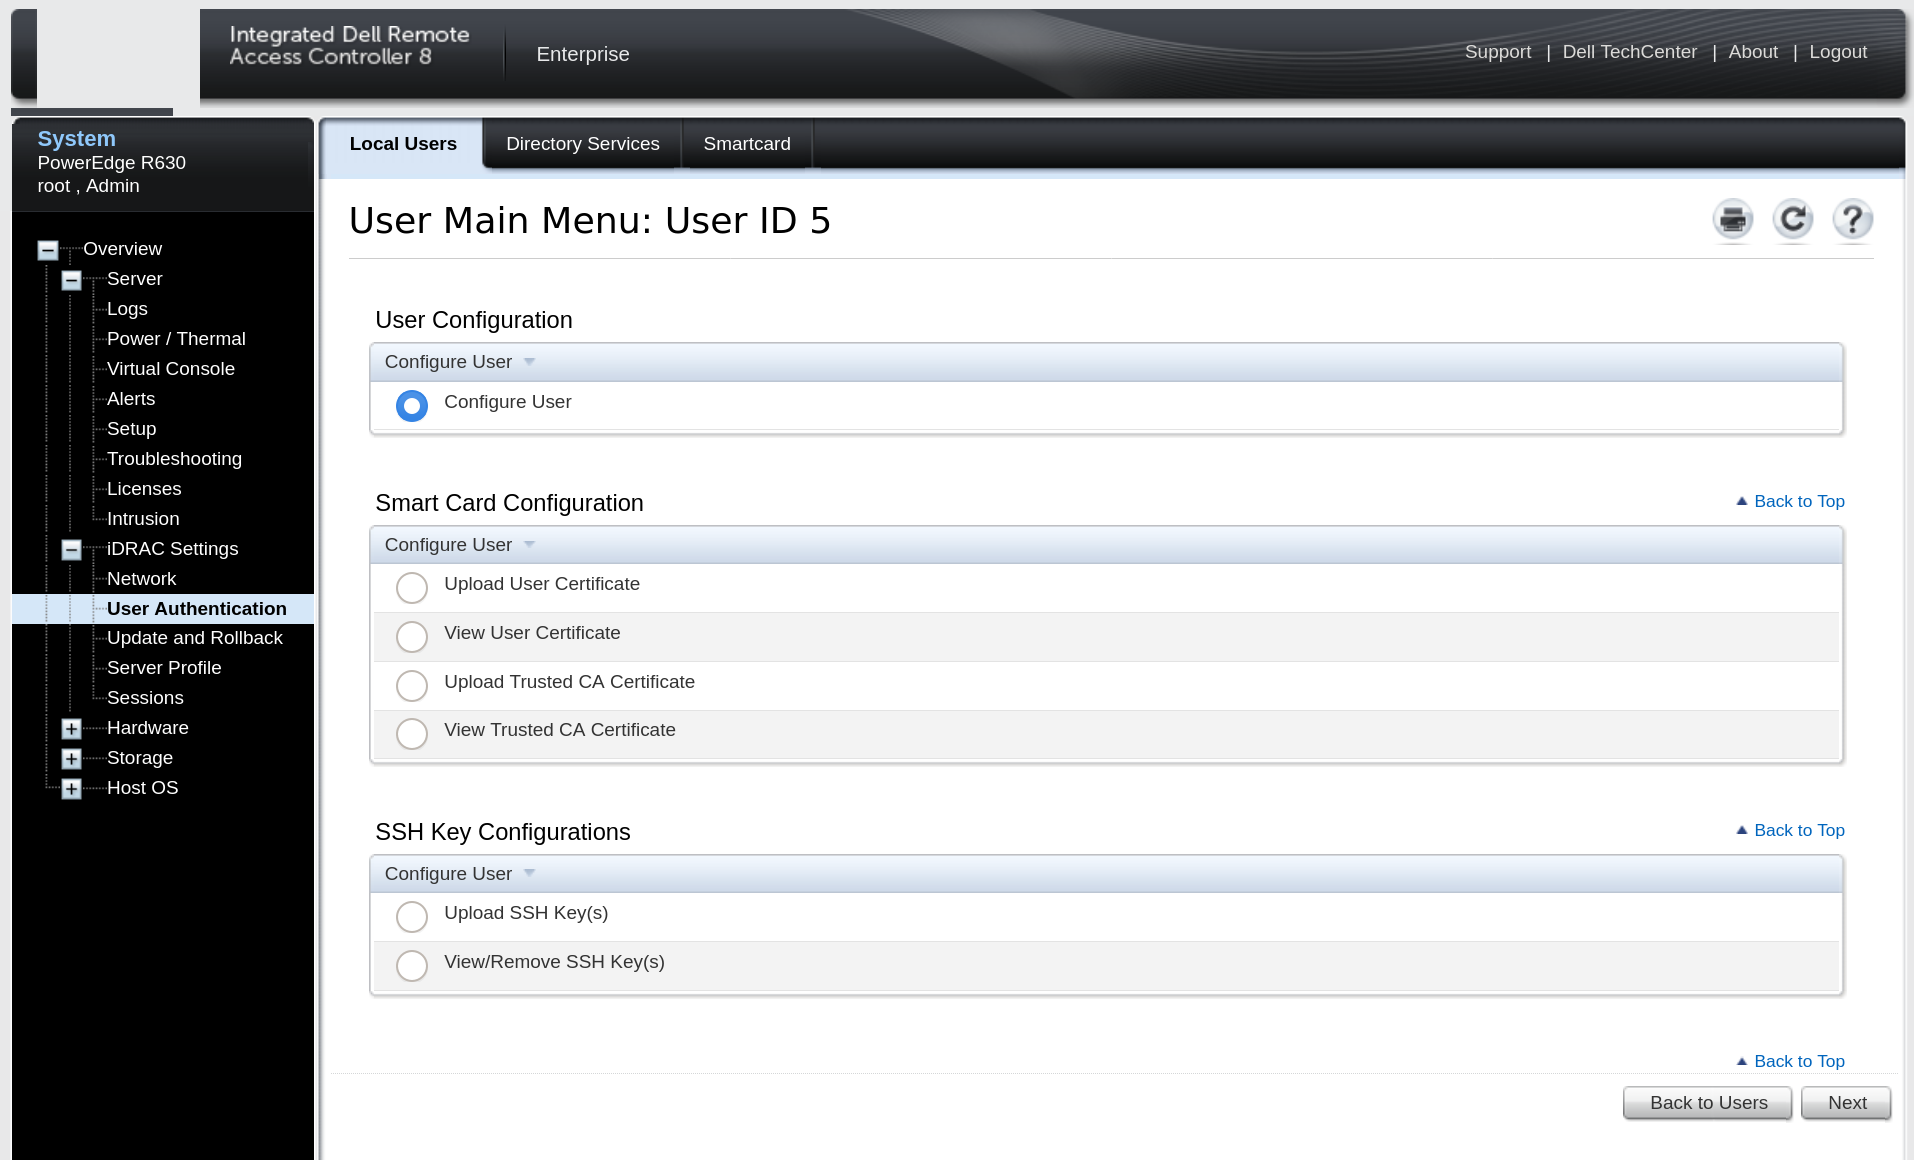 Integrated Dell Remote
Access Controller 8
Enterprise
Support | Dell TechCenter | About | Logout
System
PowerEdge R630
root , Admin
Overview
Server
Logs
Power / Thermal
Virtual Console
Alerts
Setup
Troubleshooting
Licenses
Intrusion
iDRAC Settings
Network
User Authentication
Update and Rollback
Server Profile
Sessions
Hardware
Storage
Host OS
Local Users
Directory Services
Smartcard
User Main Menu: User ID 5
User Configuration
Configure User
Configure User
Smart Card Configuration
Back to Top
Configure User
Upload User Certificate
View User Certificate
Upload Trusted CA Certificate
View Trusted CA Certificate
SSH Key Configurations
Back to Top
Configure User
Upload SSH Key(s)
View/Remove SSH Key(s)
Back to Top
Back to Users
Next